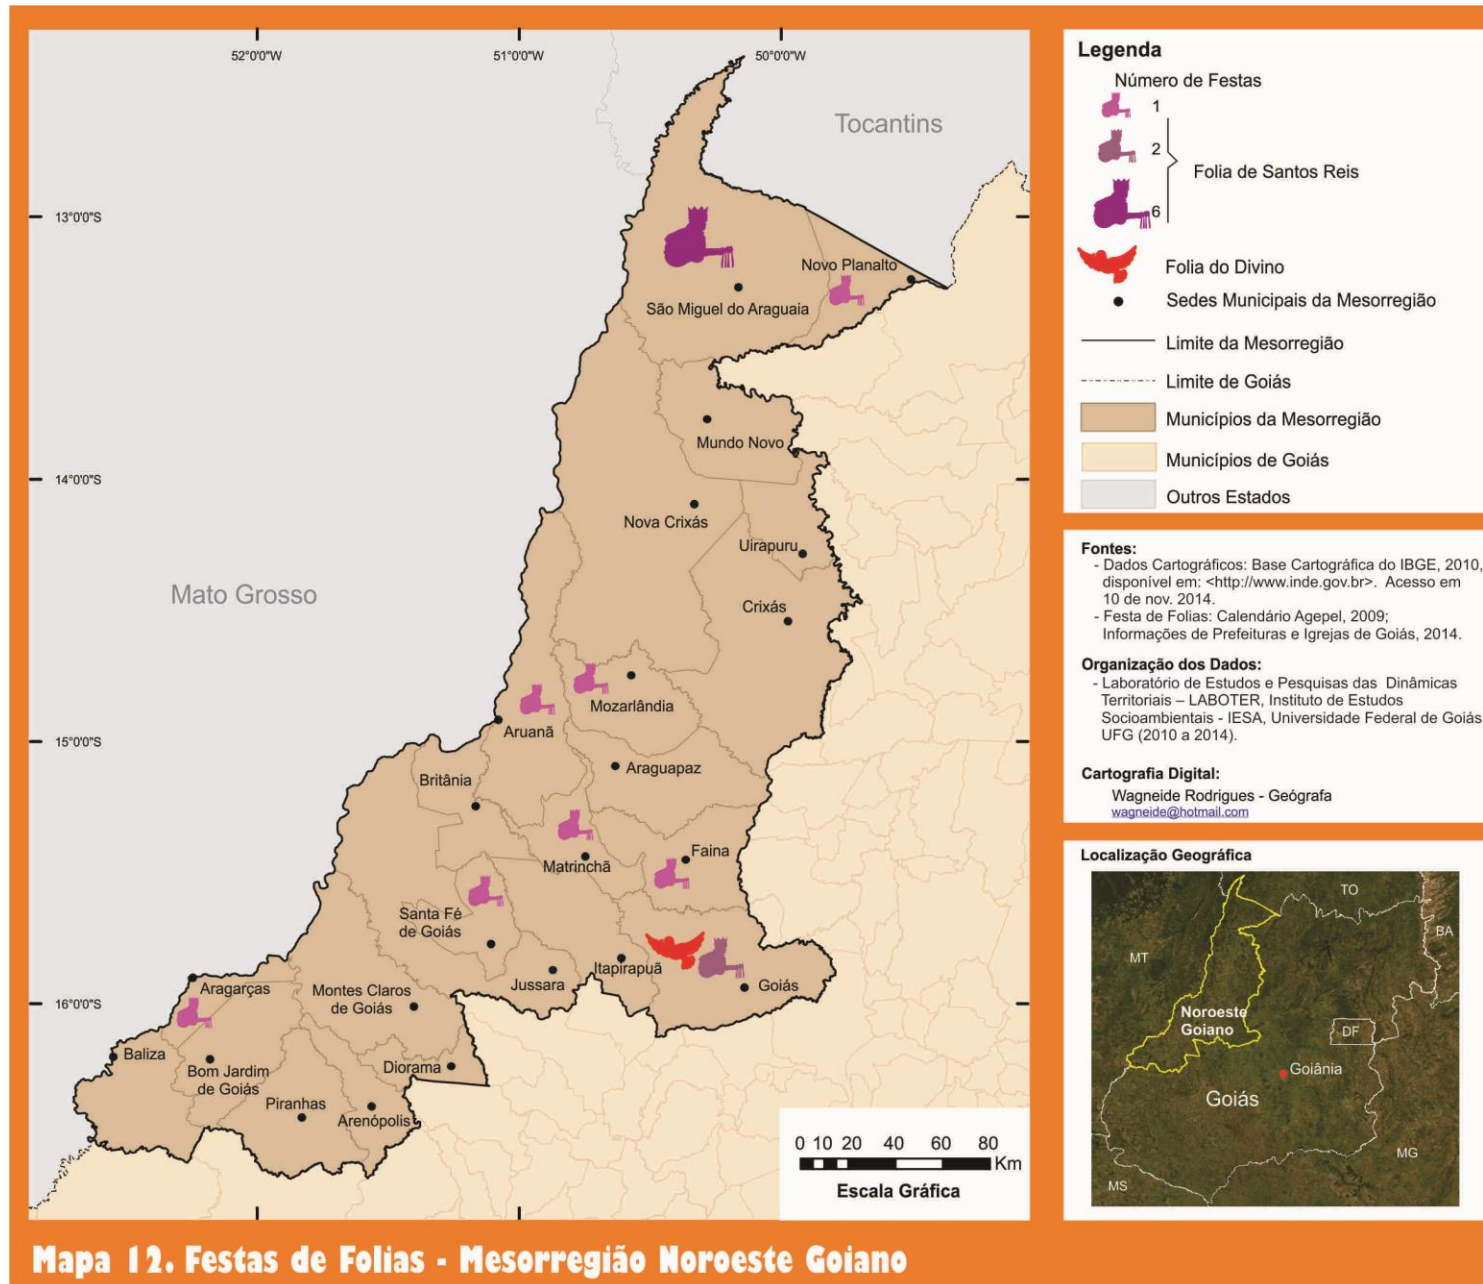 52°0'0"W
51°0'0"W
50°0'0"W
Tocantins
13°0'0"S
Novo Planalto
São Miguel do Araguaia
Mundo Novo
14°0'0"S
Nova Crixás
Uirapuru
Mato Grosso
Crixás
Mozarlândia
Aruanã
15°0'0"S
Britânia
Araguapaz
Matrinchã
Faina
Santa Fé
de Goiás
Itapirapuã
Jussara
Goiás
Aragarças
Montes Claros
de Goiás
16°0'0"S
Baliza
Bom Jardim
de Goiás
Diorama
Piranhas
Arenópolis
0 10 20 40 60 80
Km
Escala Gráfica
Legenda
Número de Festas
1
2
6
Folia de Santos Reis
Folia do Divino
Sedes Municipais da Mesorregião
Limite da Mesorregião
Limite de Goiás
Municípios da Mesorregião
Municípios de Goiás
Outros Estados
Fontes:
- Dados Cartográficos: Base Cartográfica do IBGE, 2010,
disponível em: <http://www.inde.gov.br>. Acesso em
10 de nov. 2014.
- Festa de Folias: Calendário Agepel, 2009;
Informações de Prefeituras e Igrejas de Goiás, 2014.
Organização dos Dados:
- Laboratório de Estudos e Pesquisas das Dinâmicas
Territoriais – LABOTER, Instituto de Estudos
Socioambientais - IESA, Universidade Federal de Goiás
UFG (2010 a 2014).
Cartografia Digital:
Wagneide Rodrigues - Geógrafa
wagneide@hotmail.com
Localização Geográfica
TO
BA
MT
Noroeste
Goiano
DF
Goiânia
Goiás
MG
MS
Mapa 12. Festas de Folias - Mesorregião Noroeste Goiano